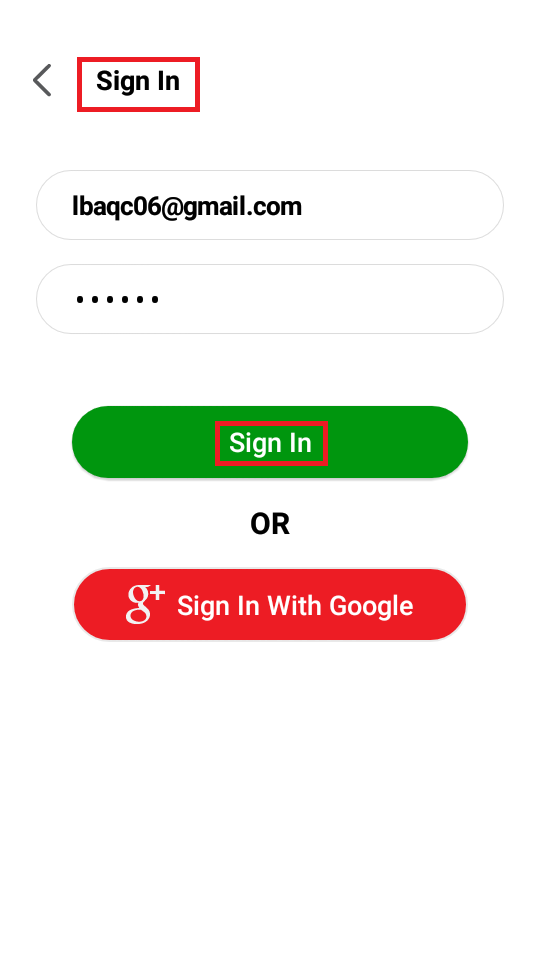 Sign In
lbaqc06@gmail.com
••••••
Sign In
OR
g+ Sign In With Google